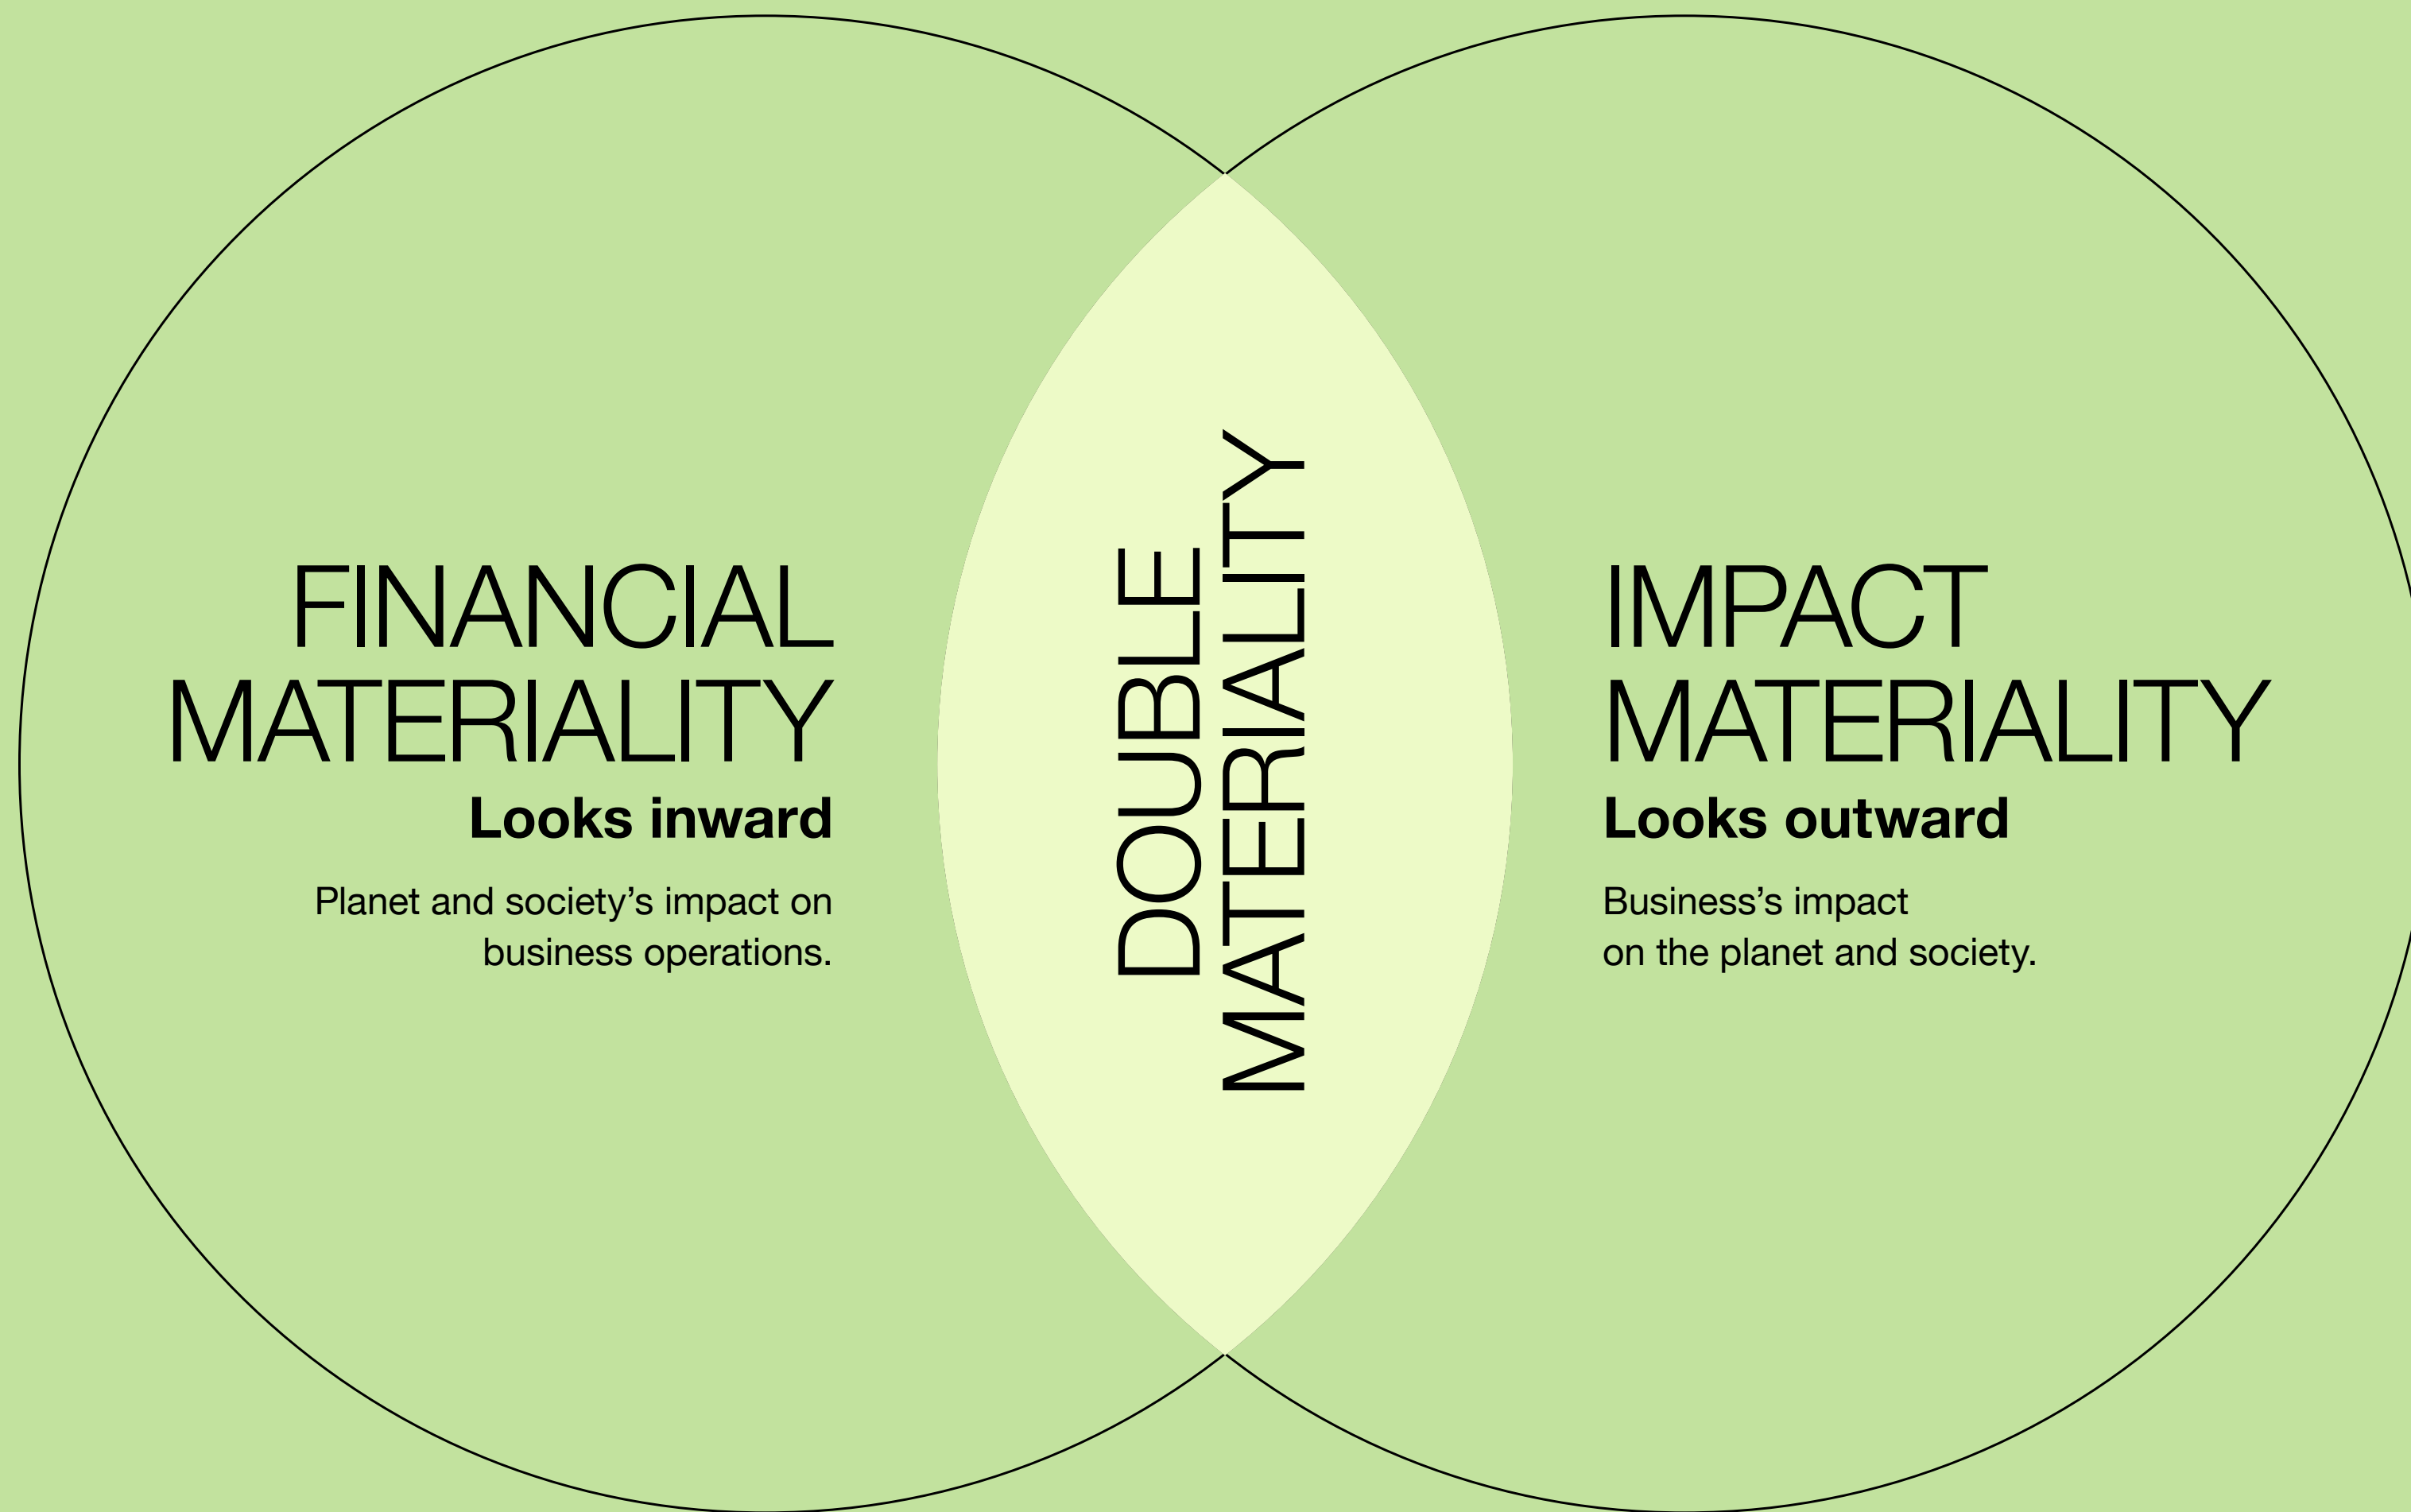 FINANCIAL
MATERIALITY
Looks inward
Planet and society’s impact on
business operations.
DOUBLE
MATERIALITY
IMPACT
MATERIALITY
Looks outward
Business’s impact
on the planet and society.